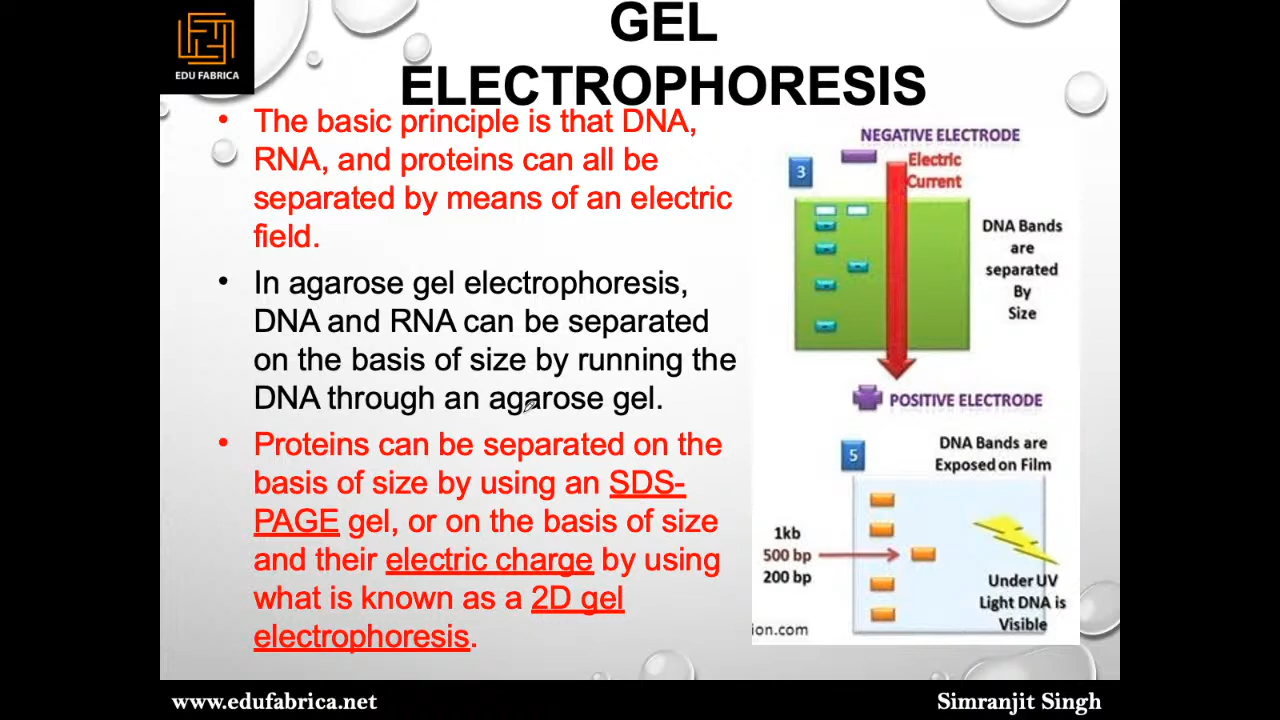 EDU FABRICA
GEL
ELECTROPHORESIS
• The basic principle is that DNA,
RNA, and proteins can all be
separated by means of an electric
field.
• In agarose gel electrophoresis,
DNA and RNA can be separated
on the basis of size by running the
DNA through an agarose gel.
• Proteins can be separated on the
basis of size by using an SDS-
PAGE gel, or on the basis of size
and their electric charge by using
what is known as a 2D gel
electrophoresis.
NEGATIVE ELECTRODE
3
Electric
Current
DNA Bands
are
separated
By
Size
POSITIVE ELECTRODE
5
DNA Bands are
Exposed on Film
1kb
500 bp
200 bp
Under UV
Light DNA is
Visible
ion.com
www.edufabrica.net
Simranjit Singh